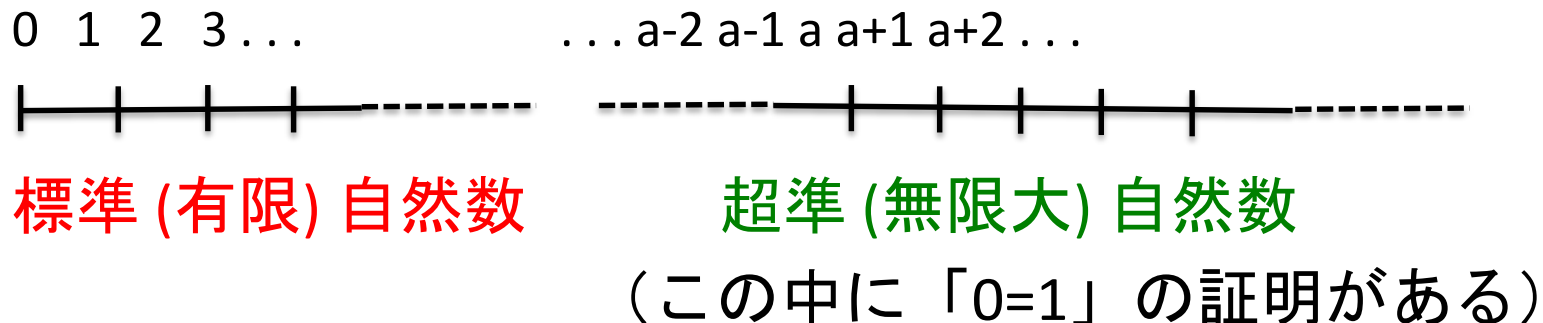 0 1 2 3 . . . . . . a-2 a-1 a a+1 a+2 . . .
標準 (有限) 自然数 超準 (無限大) 自然数
（この中に「0=1」の証明がある）